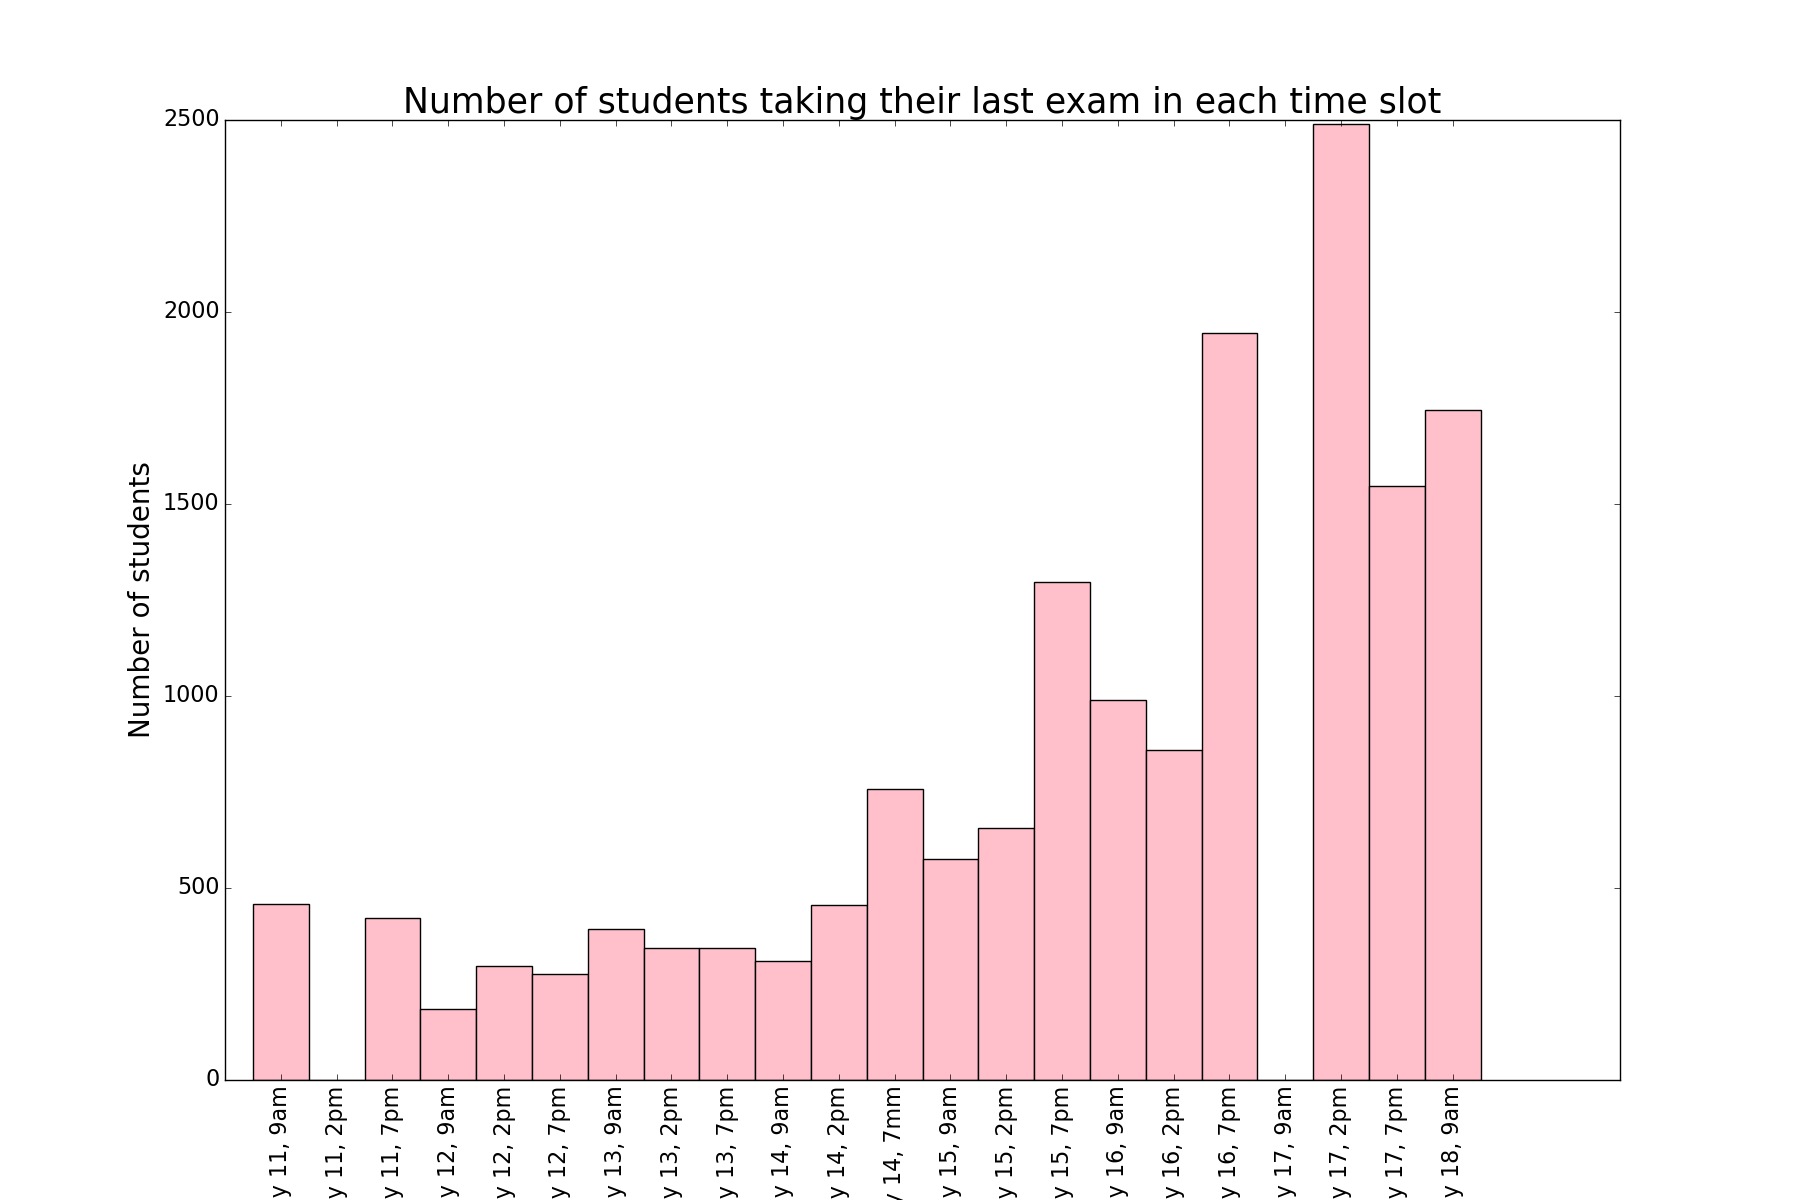 Number of students taking their last exam in each time slot
Number of students
2500
2000
1500
1000
500
0
y 11, 9am
y 11, 2pm
y 11, 7pm
y 12, 9am
y 12, 2pm
y 12, 7pm
y 13, 9am
y 13, 2pm
y 13, 7pm
y 14, 9am
y 14, 2pm
y 14, 7mm
y 15, 9am
y 15, 2pm
y 15, 7pm
y 16, 9am
y 16, 2pm
y 16, 7pm
y 17, 9am
y 17, 2pm
y 17, 7pm
y 18, 9am